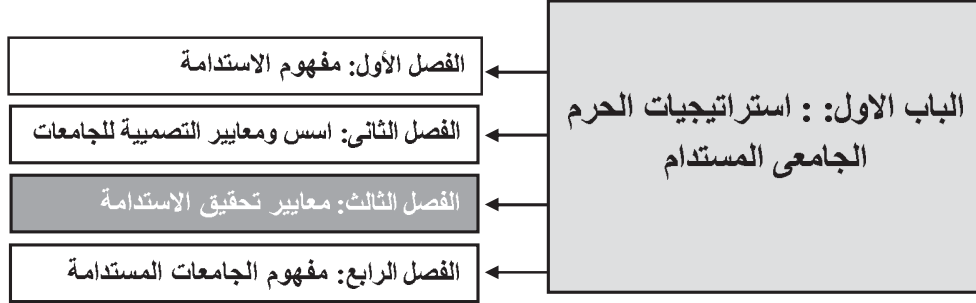 الباب الاول: : استراتيجيات الحرم
الجامعى المستدام
الفصل الأول: مفهوم الاستدامة
الفصل الثانى: اسس ومعايير التصميية للجامعات
الفصل الثالث: معايير تحقيق الاستدامة
الفصل الرابع: مفهوم الجامعات المستدامة